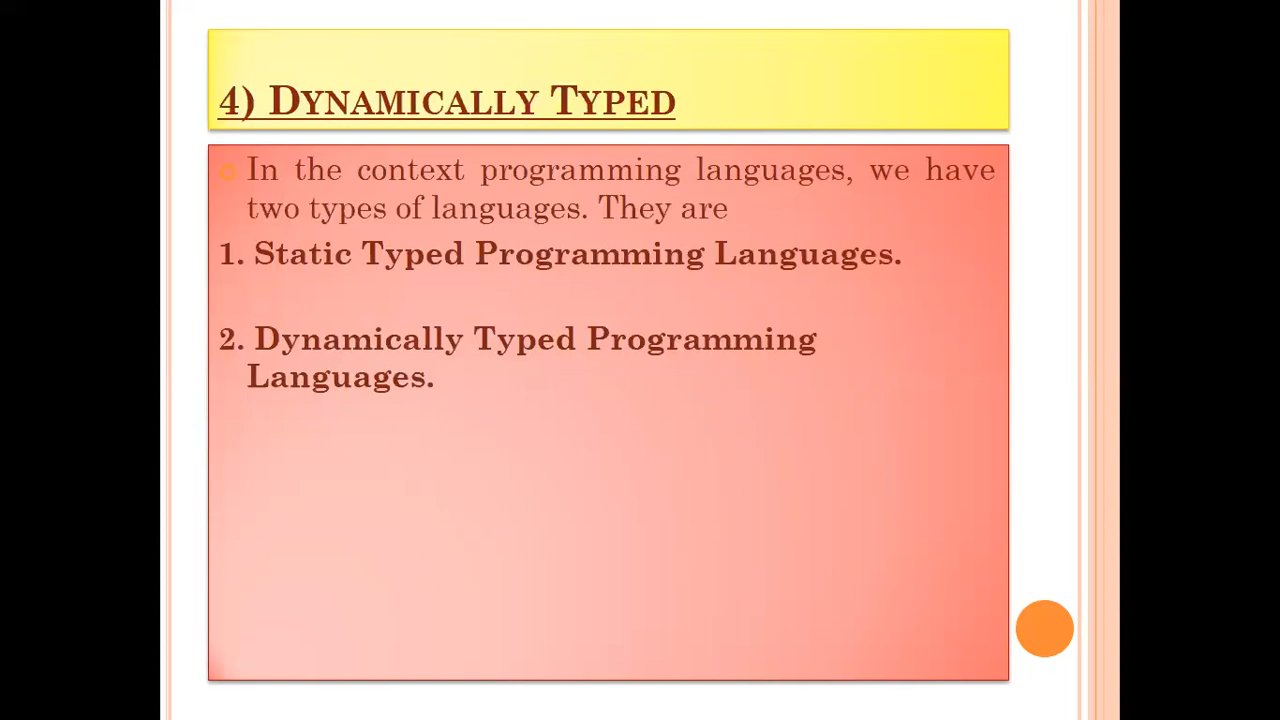 4) Dynamically Typed
In the context programming languages, we have
two types of languages. They are
1. Static Typed Programming Languages.
2. Dynamically Typed Programming
Languages.